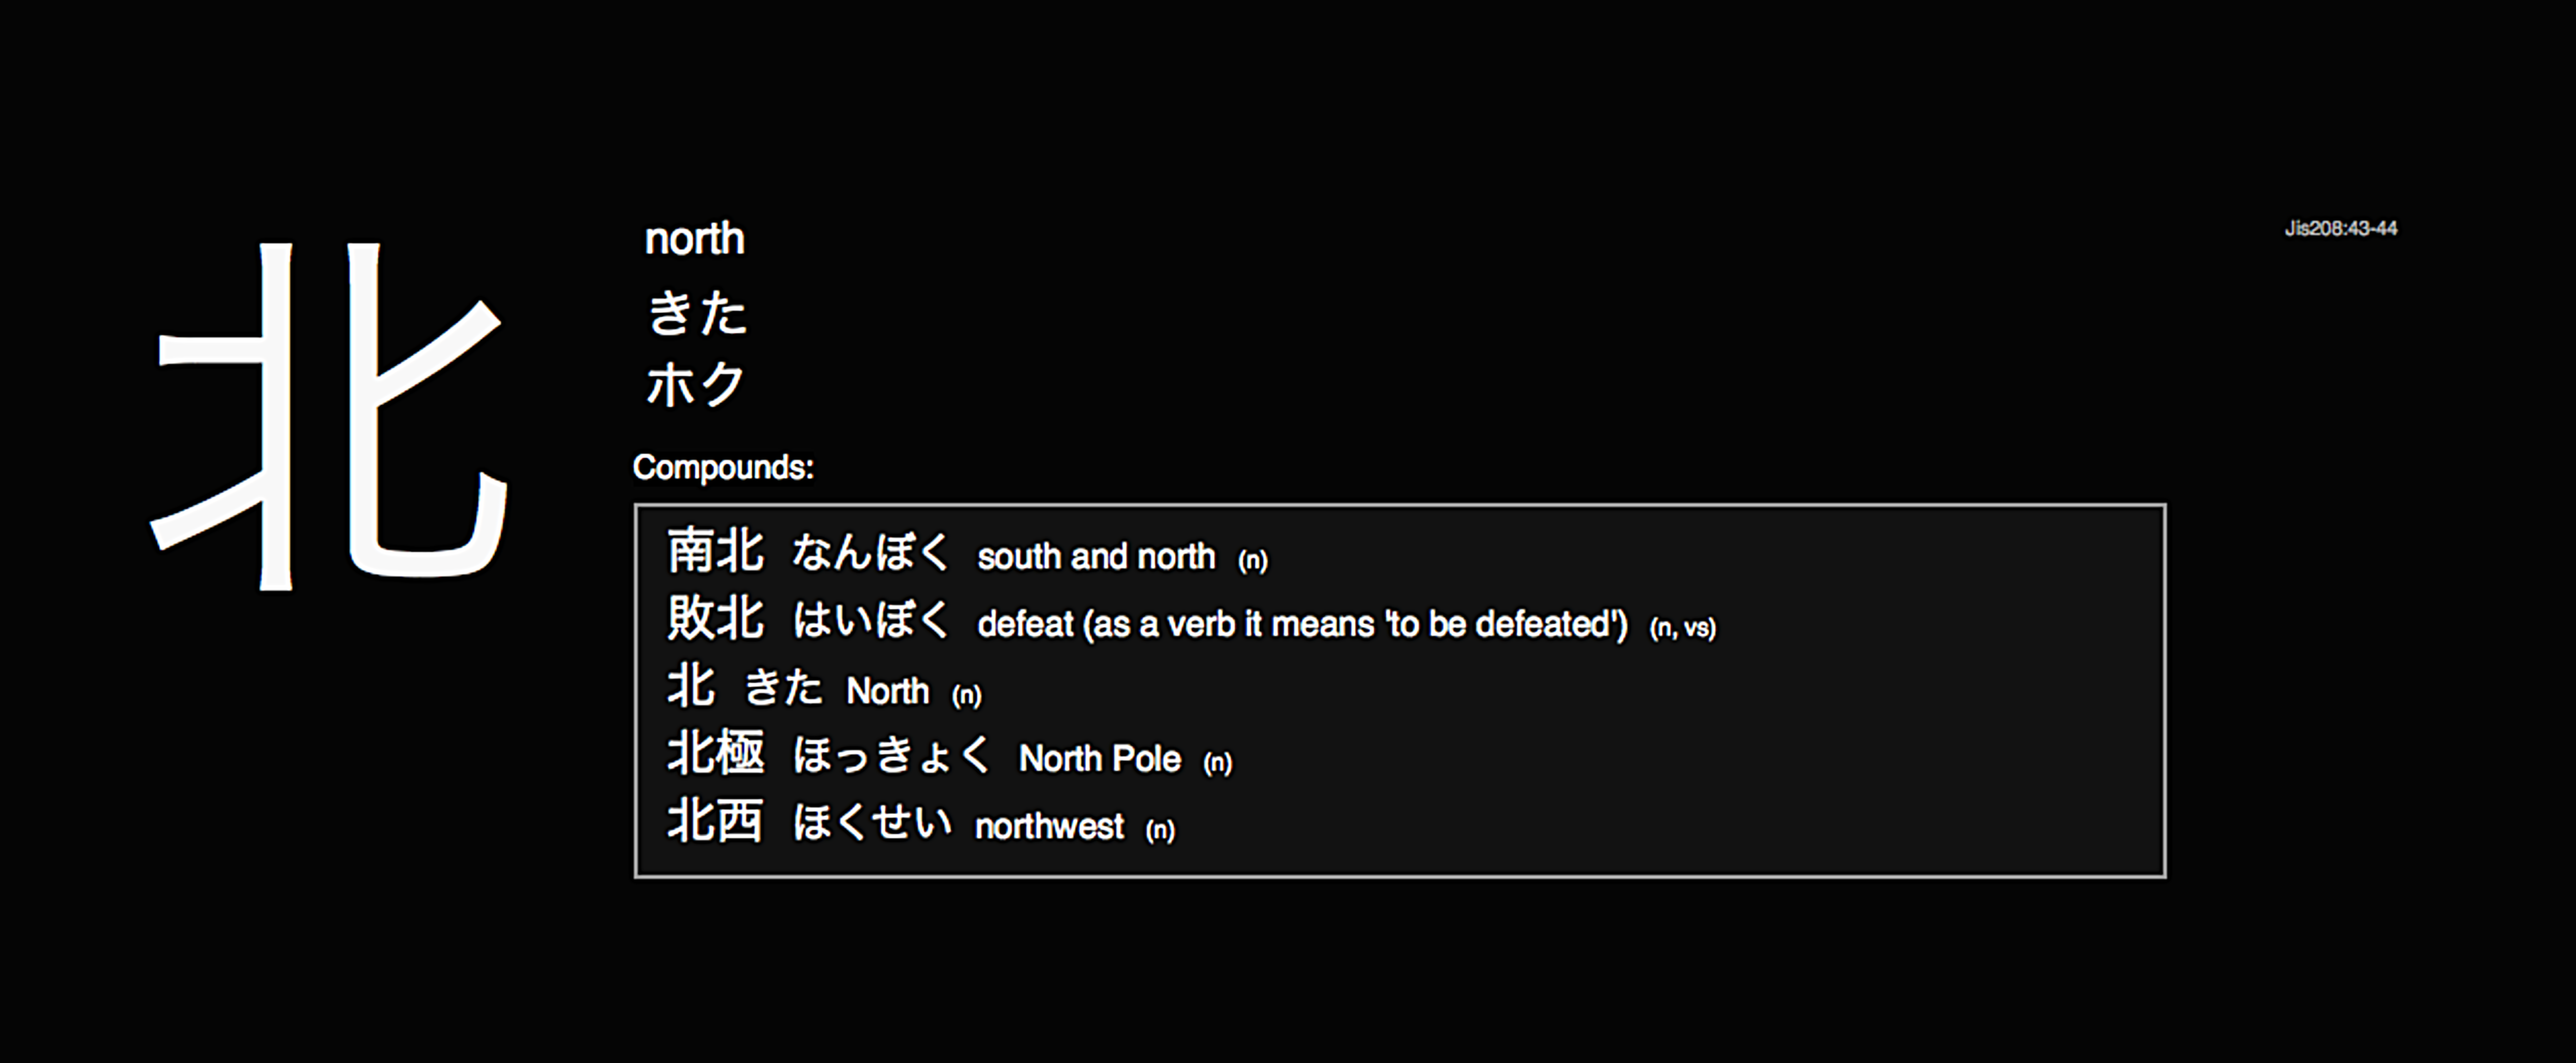 北
north
きた
ホク
Jis208:43-44
Compounds:
南北 なんぼく south and north (n)
敗北 はいぼく defeat (as a verb it means 'to be defeated') (n, vs)
北 きた North (n)
北極 ほっきょく North Pole (n)
北西 ほくせい northwest (n)